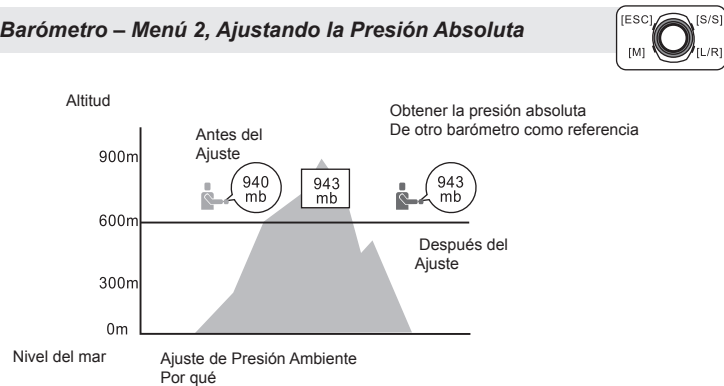 Barómetro – Menú 2, Ajustando la Presión Absoluta
[ESC]
[S/S]
[M]
[L/R]
Altitud
Obtener la presión absoluta
De otro barómetro como referencia
Antes del
Ajuste
900m
940
mb
943
mb
943
mb
600m
Después del
Ajuste
300m
0m
Nivel del mar
Ajuste de Presión Ambiente
Por qué